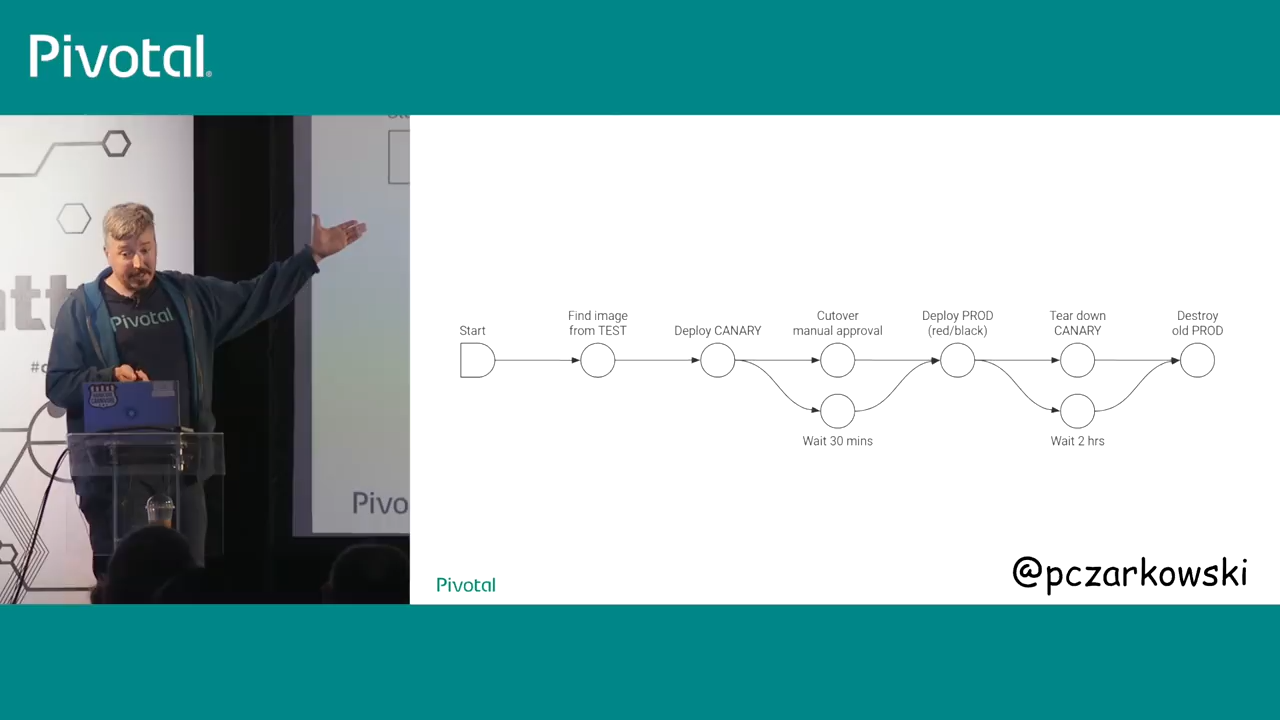 Pivotal
Pivotal
Pivo
Start
Find image
from TEST
Deploy CANARY
Cutover
manual approval
Deploy PROD
(red/black)
Tear down
CANARY
Destroy
old PROD
Wait 30 mins
Wait 2 hrs
Pivotal
@pczarkowski